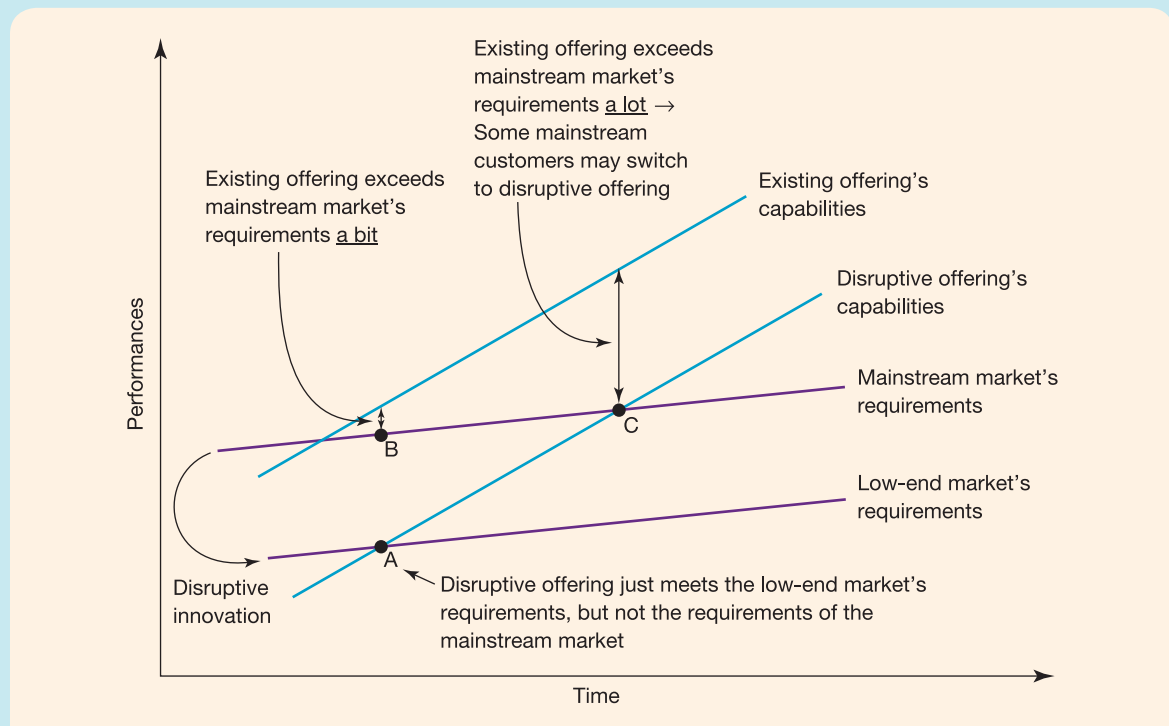 Existing offering exceeds
mainstream market's
requirements a lot →
Some mainstream
customers may switch
to disruptive offering
Existing offering exceeds
mainstream market's
requirements a bit
Existing offering's
capabilities
Disruptive offering's
capabilities
Performances
Mainstream market's
requirements
B
C
Low-end market's
requirements
A
Disruptive
innovation
Disruptive offering just meets the low-end market's
requirements, but not the requirements of the
mainstream market
Time